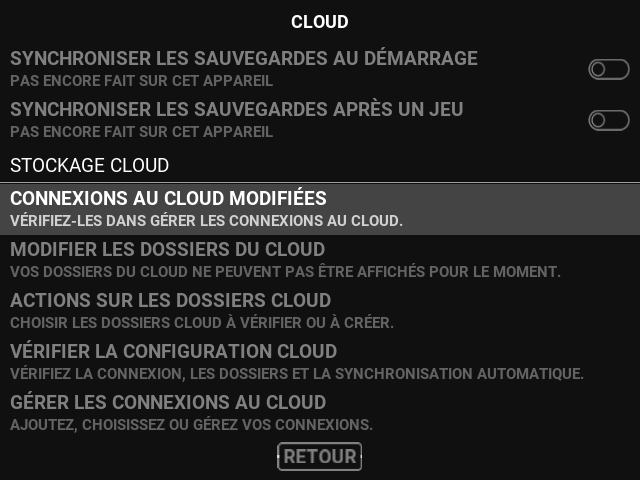 CLOUD
SYNCHRONISER LES SAUVEGARDES AU DÉMARRAGE
PAS ENCORE FAIT SUR CET APPAREIL
SYNCHRONISER LES SAUVEGARDES APRÈS UN JEU
PAS ENCORE FAIT SUR CET APPAREIL
STOCKAGE CLOUD
CONNEXIONS AU CLOUD MODIFIÉES
VÉRIFIEZ-LES DANS GÉRER LES CONNEXIONS AU CLOUD.
MODIFIER LES DOSSIERS DU CLOUD
VOS DOSSIERS DU CLOUD NE PEUVENT PAS ÊTRE AFFICHÉS POUR LE MOMENT.
ACTIONS SUR LES DOSSIERS CLOUD
CHOISIR LES DOSSIERS CLOUD À VÉRIFIER OU À CRÉER.
VÉRIFIER LA CONFIGURATION CLOUD
VÉRIFIEZ LA CONNEXION, LES DOSSIERS ET LA SYNCHRONISATION AUTOMATIQUE.
GÉRER LES CONNEXIONS AU CLOUD
AJOUTEZ, CHOISISSEZ OU GÉREZ VOS CONNEXIONS.
RETOUR